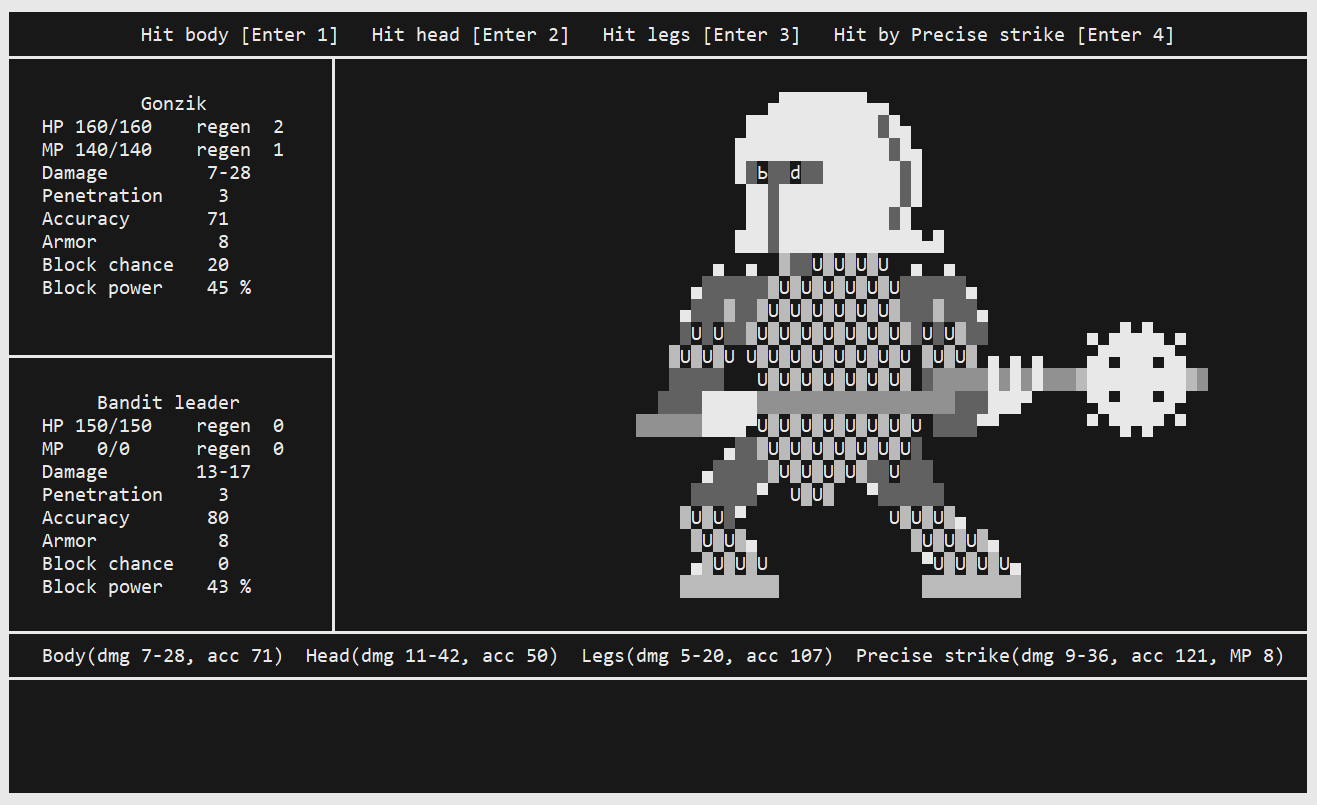 Hit body [Enter 1]   Hit head [Enter 2]   Hit legs [Enter 3]   Hit by Precise strike [Enter 4]
Gonzik
HP 160/160    regen  2
MP 140/140    regen  1
Damage         7-28
Penetration     3
Accuracy       71
Armor           8
Block chance   20
Block power    45 %
Bandit leader
HP 150/150    regen  0
MP   0/0      regen  0
Damage        13-17
Penetration     3
Accuracy       80
Armor           8
Block chance    0
Block power    43 %
b  d
Body(dmg 7-28, acc 71)  Head(dmg 11-42, acc 50)  Legs(dmg 5-20, acc 107)  Precise strike(dmg 9-36, acc 121, MP 8)